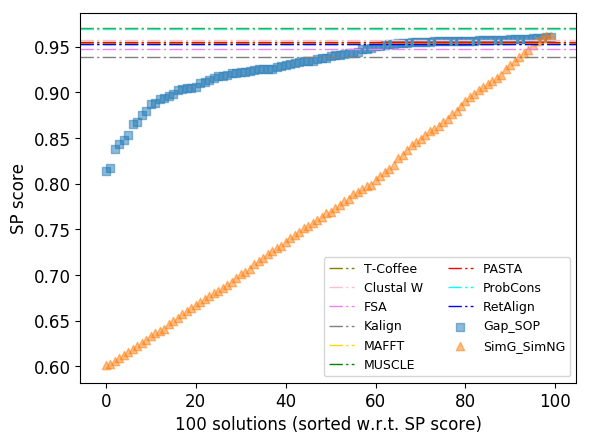 0.95
0.90
0.85
0.80
0.75
0.70
0.65
0.60
SP score
T-Coffee
Clustal W
FSA
Kalign
MAFFT
MUSCLE
PASTA
ProbCons
RetAlign
Gap_SOP
SimG_SimNG
0 20 40 60 80 100
100 solutions (sorted w.r.t. SP score)